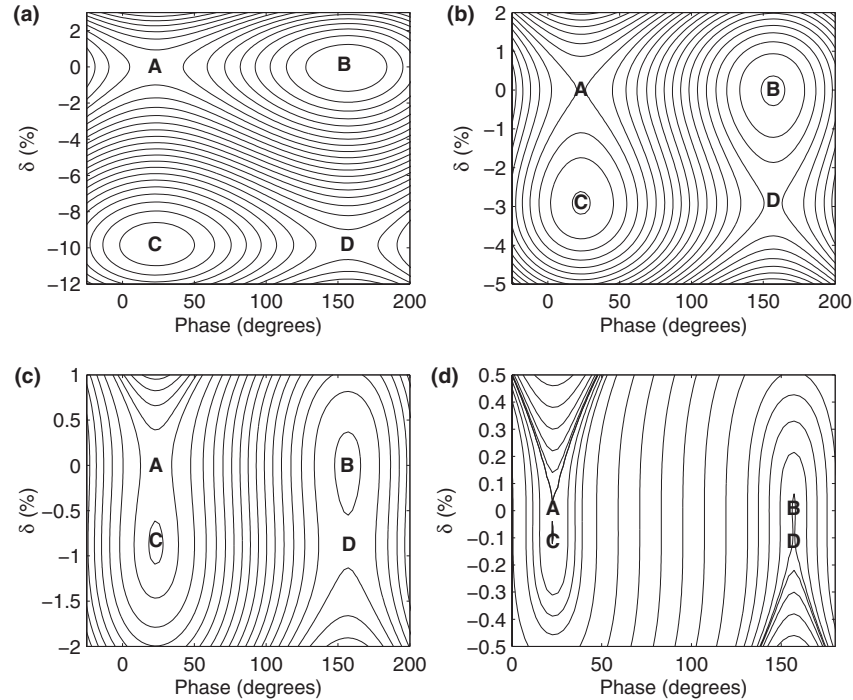 (a)
2
0
−2
−4
−6
−8
−10
−12
δ (%)
A
B
C
D
0
50
100
150
200
Phase (degrees)
(b)
2
1
0
−1
−2
−3
−4
−5
δ (%)
A
B
C
D
0
50
100
150
200
Phase (degrees)
(c)
1
0.5
0
−0.5
−1
−1.5
−2
δ (%)
A
B
C
D
0
50
100
150
200
Phase (degrees)
(d)
0.5
0.4
0.3
0.2
0.1
0
−0.1
−0.2
−0.3
−0.4
−0.5
δ (%)
A
B
C
D
0
50
100
150
Phase (degrees)